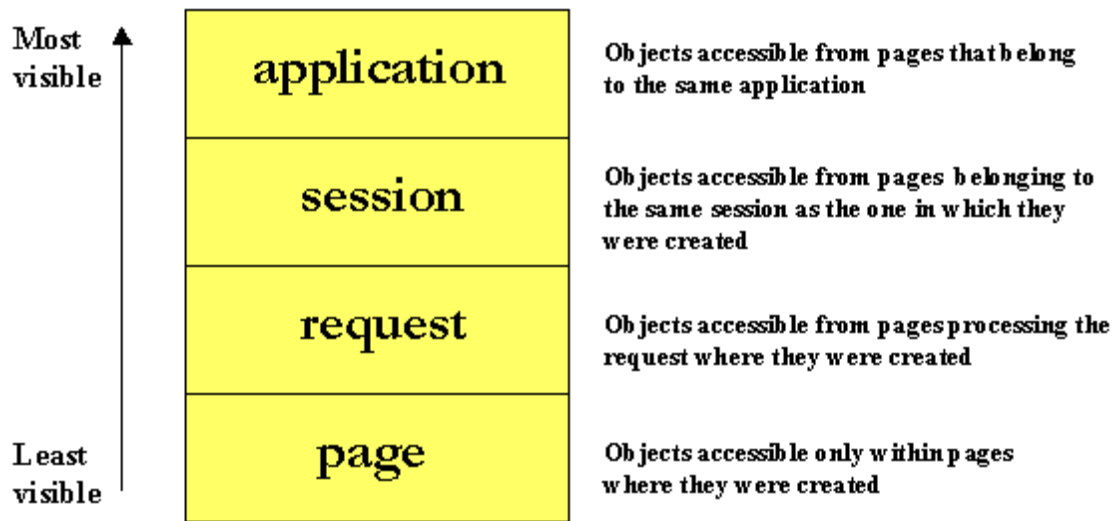 Most
visible
application
Objects accessible from pages that belong
to the same application
session
Objects accessible from pages belonging to
the same session as the one in which they
were created
request
Objects accessible from pages processing the
request where they were created
Least
visible
page
Objects accessible only within pages
where they were created